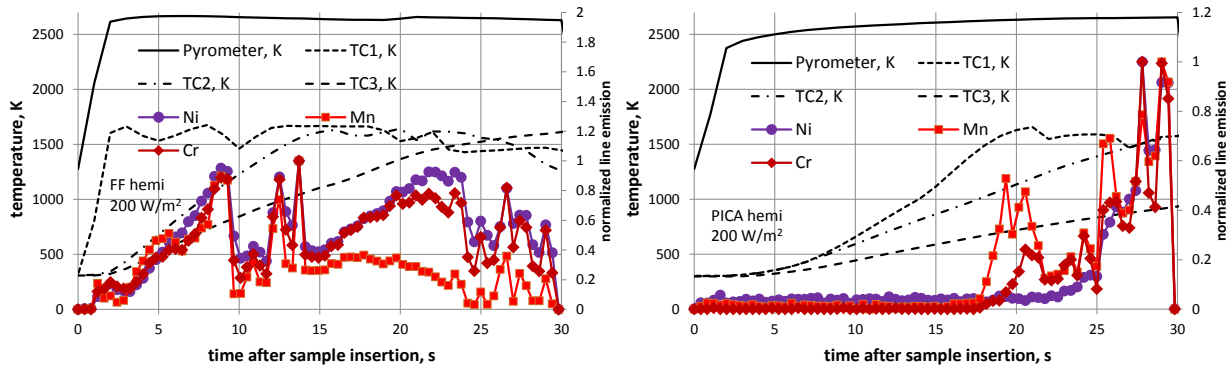 2500
2000
1500
1000
500
0
temperature, K
Pyrometer, K
TC1, K
TC2, K
TC3, K
Ni
Mn
Cr
FF hemi
200 W/m²
2
1.8
1.6
1.4
1.2
1
0.8
0.6
0.4
0.2
0
normalized line emission
0 5 10 15 20 25 30
time after sample insertion, s
2500
2000
1500
1000
500
0
temperature, K
Pyrometer, K
TC1, K
TC2, K
TC3, K
Ni
Mn
Cr
PICA hemi
200 W/m²
1.2
1
0.8
0.6
0.4
0.2
0
normalized line emission
0 5 10 15 20 25 30
time after sample insertion, s